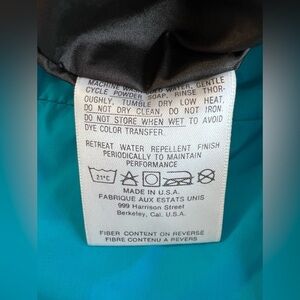 MACHINE WASH WATER, GENTLE
CYCLE POWDER SOAP. RINSE THOR-
OUGHLY. TUMBLE DRY LOW HEAT.
DO NOT DRY CLEAN, DO NOT IRON.
DO NOT STORE WHEN WET TO AVOID
DYE COLOR TRANSFER.
RETREAT WATER REPELLENT FINISH
PERIODICALLY TO MAINTAIN
PERFORMANCE
21°C
MADE IN U.S.A.
FABRIQUE AUX ESTATS UNIS
999 Harrison Street
Berkeley, Cal. U.S.A.
FIBER CONTENT ON REVERSE
FIBRE CONTENU A REVERS